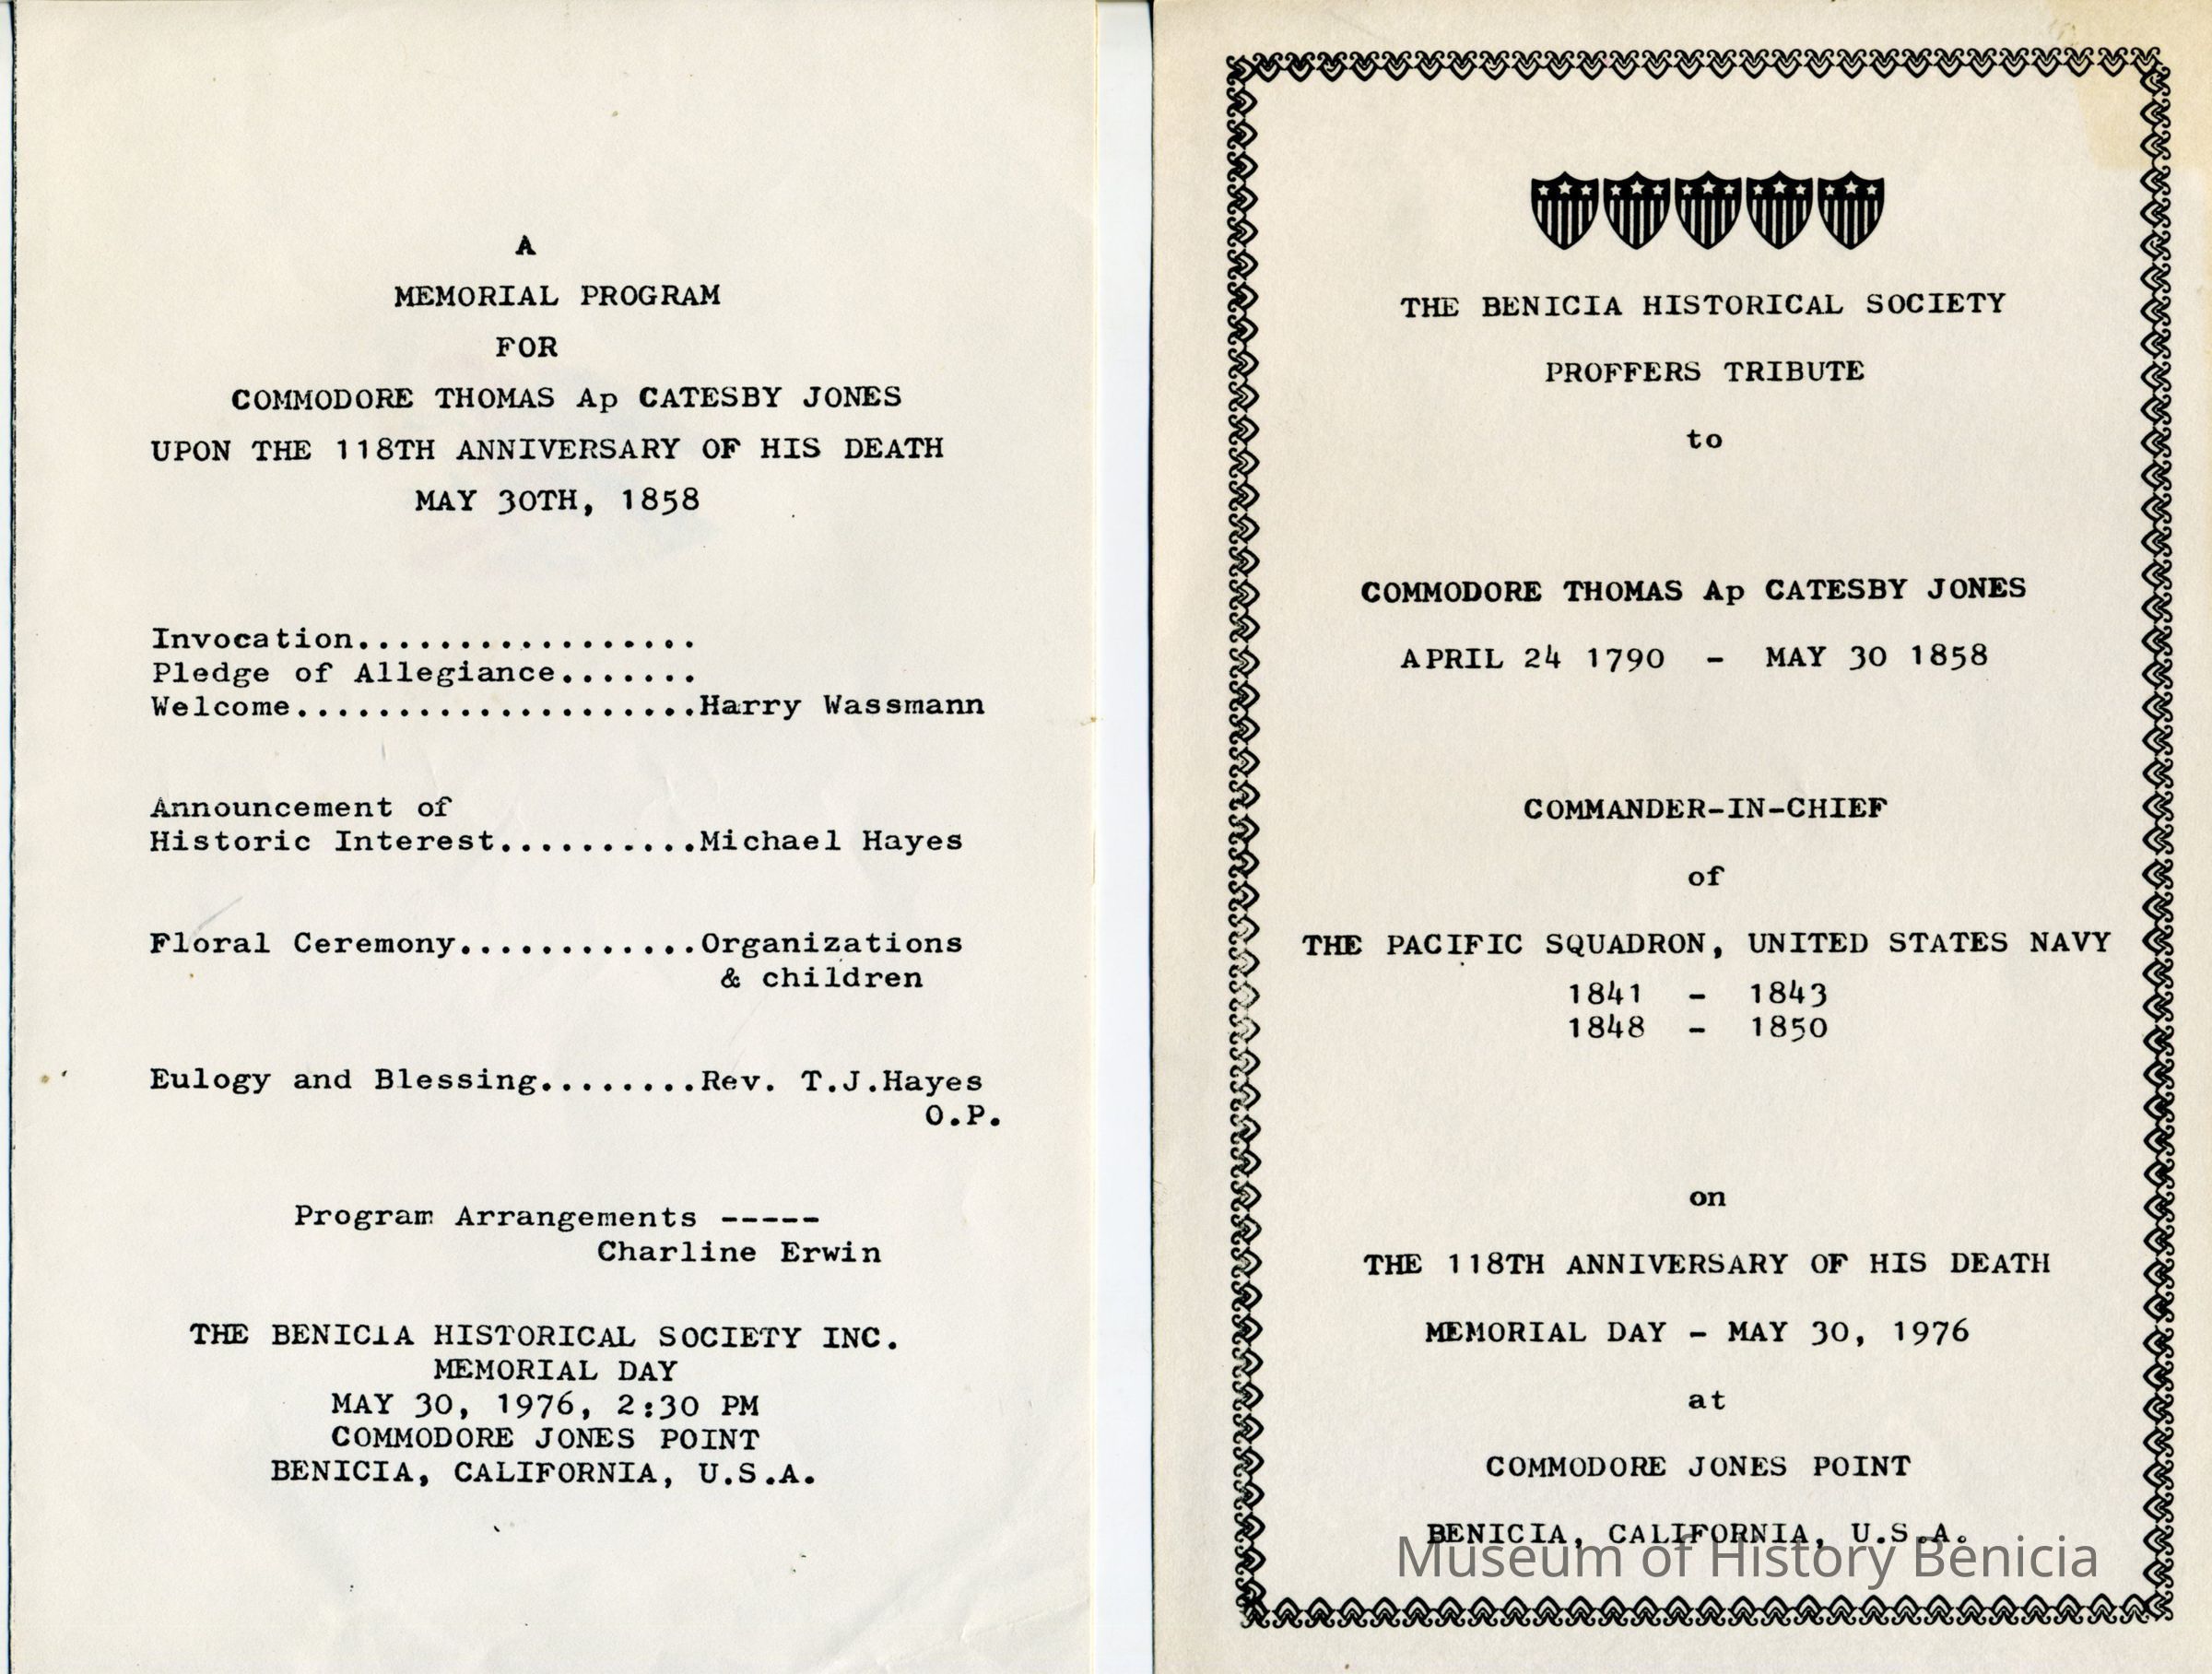 A
MEMORIAL PROGRAM
FOR
COMMODORE THOMAS Ap CATESBY JONES
UPON THE 118TH ANNIVERSARY OF HIS DEATH
MAY 30TH, 1858
Invocation.................
Pledge of Allegiance.......
Welcome....................Harry Wassmann
Announcement of
Historic Interest..........Michael Hayes
Floral Ceremony............Organizations
& children
Eulogy and Blessing........Rev. T.J.Hayes
O.P.
Program Arrangements -----
Charline Erwin
THE BENICIA HISTORICAL SOCIETY INC.
MEMORIAL DAY
MAY 30, 1976, 2:30 PM
COMMODORE JONES POINT
BENICIA, CALIFORNIA, U.S.A.
THE BENICIA HISTORICAL SOCIETY
PROFFERS TRIBUTE
to
COMMODORE THOMAS Ap CATESBY JONES
APRIL 24 1790 - MAY 30 1858
COMMANDER-IN-CHIEF
of
THE PACIFIC SQUADRON, UNITED STATES NAVY
1841 - 1843
1848 - 1850
on
THE 118TH ANNIVERSARY OF HIS DEATH
MEMORIAL DAY - MAY 30, 1976
at
COMMODORE JONES POINT
BENICIA, CALIFORNIA, U.S.A.
Museum of History Benicia